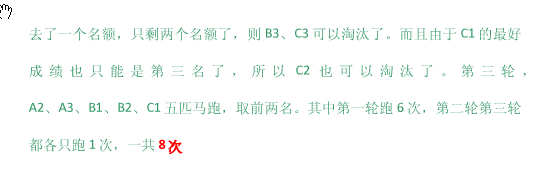 去了一个名额，只剩两个名额了，则 B3、C3 可以淘汰了。而且由于 C1 的最好
成绩也只能是第三名了，所以 C2 也可以淘汰了。第三轮，
A2、A3、B1、B2、C1 五匹马跑，取前两名。其中第一轮跑 6 次，第二轮第三轮
都各只跑 1 次，一共 8 次